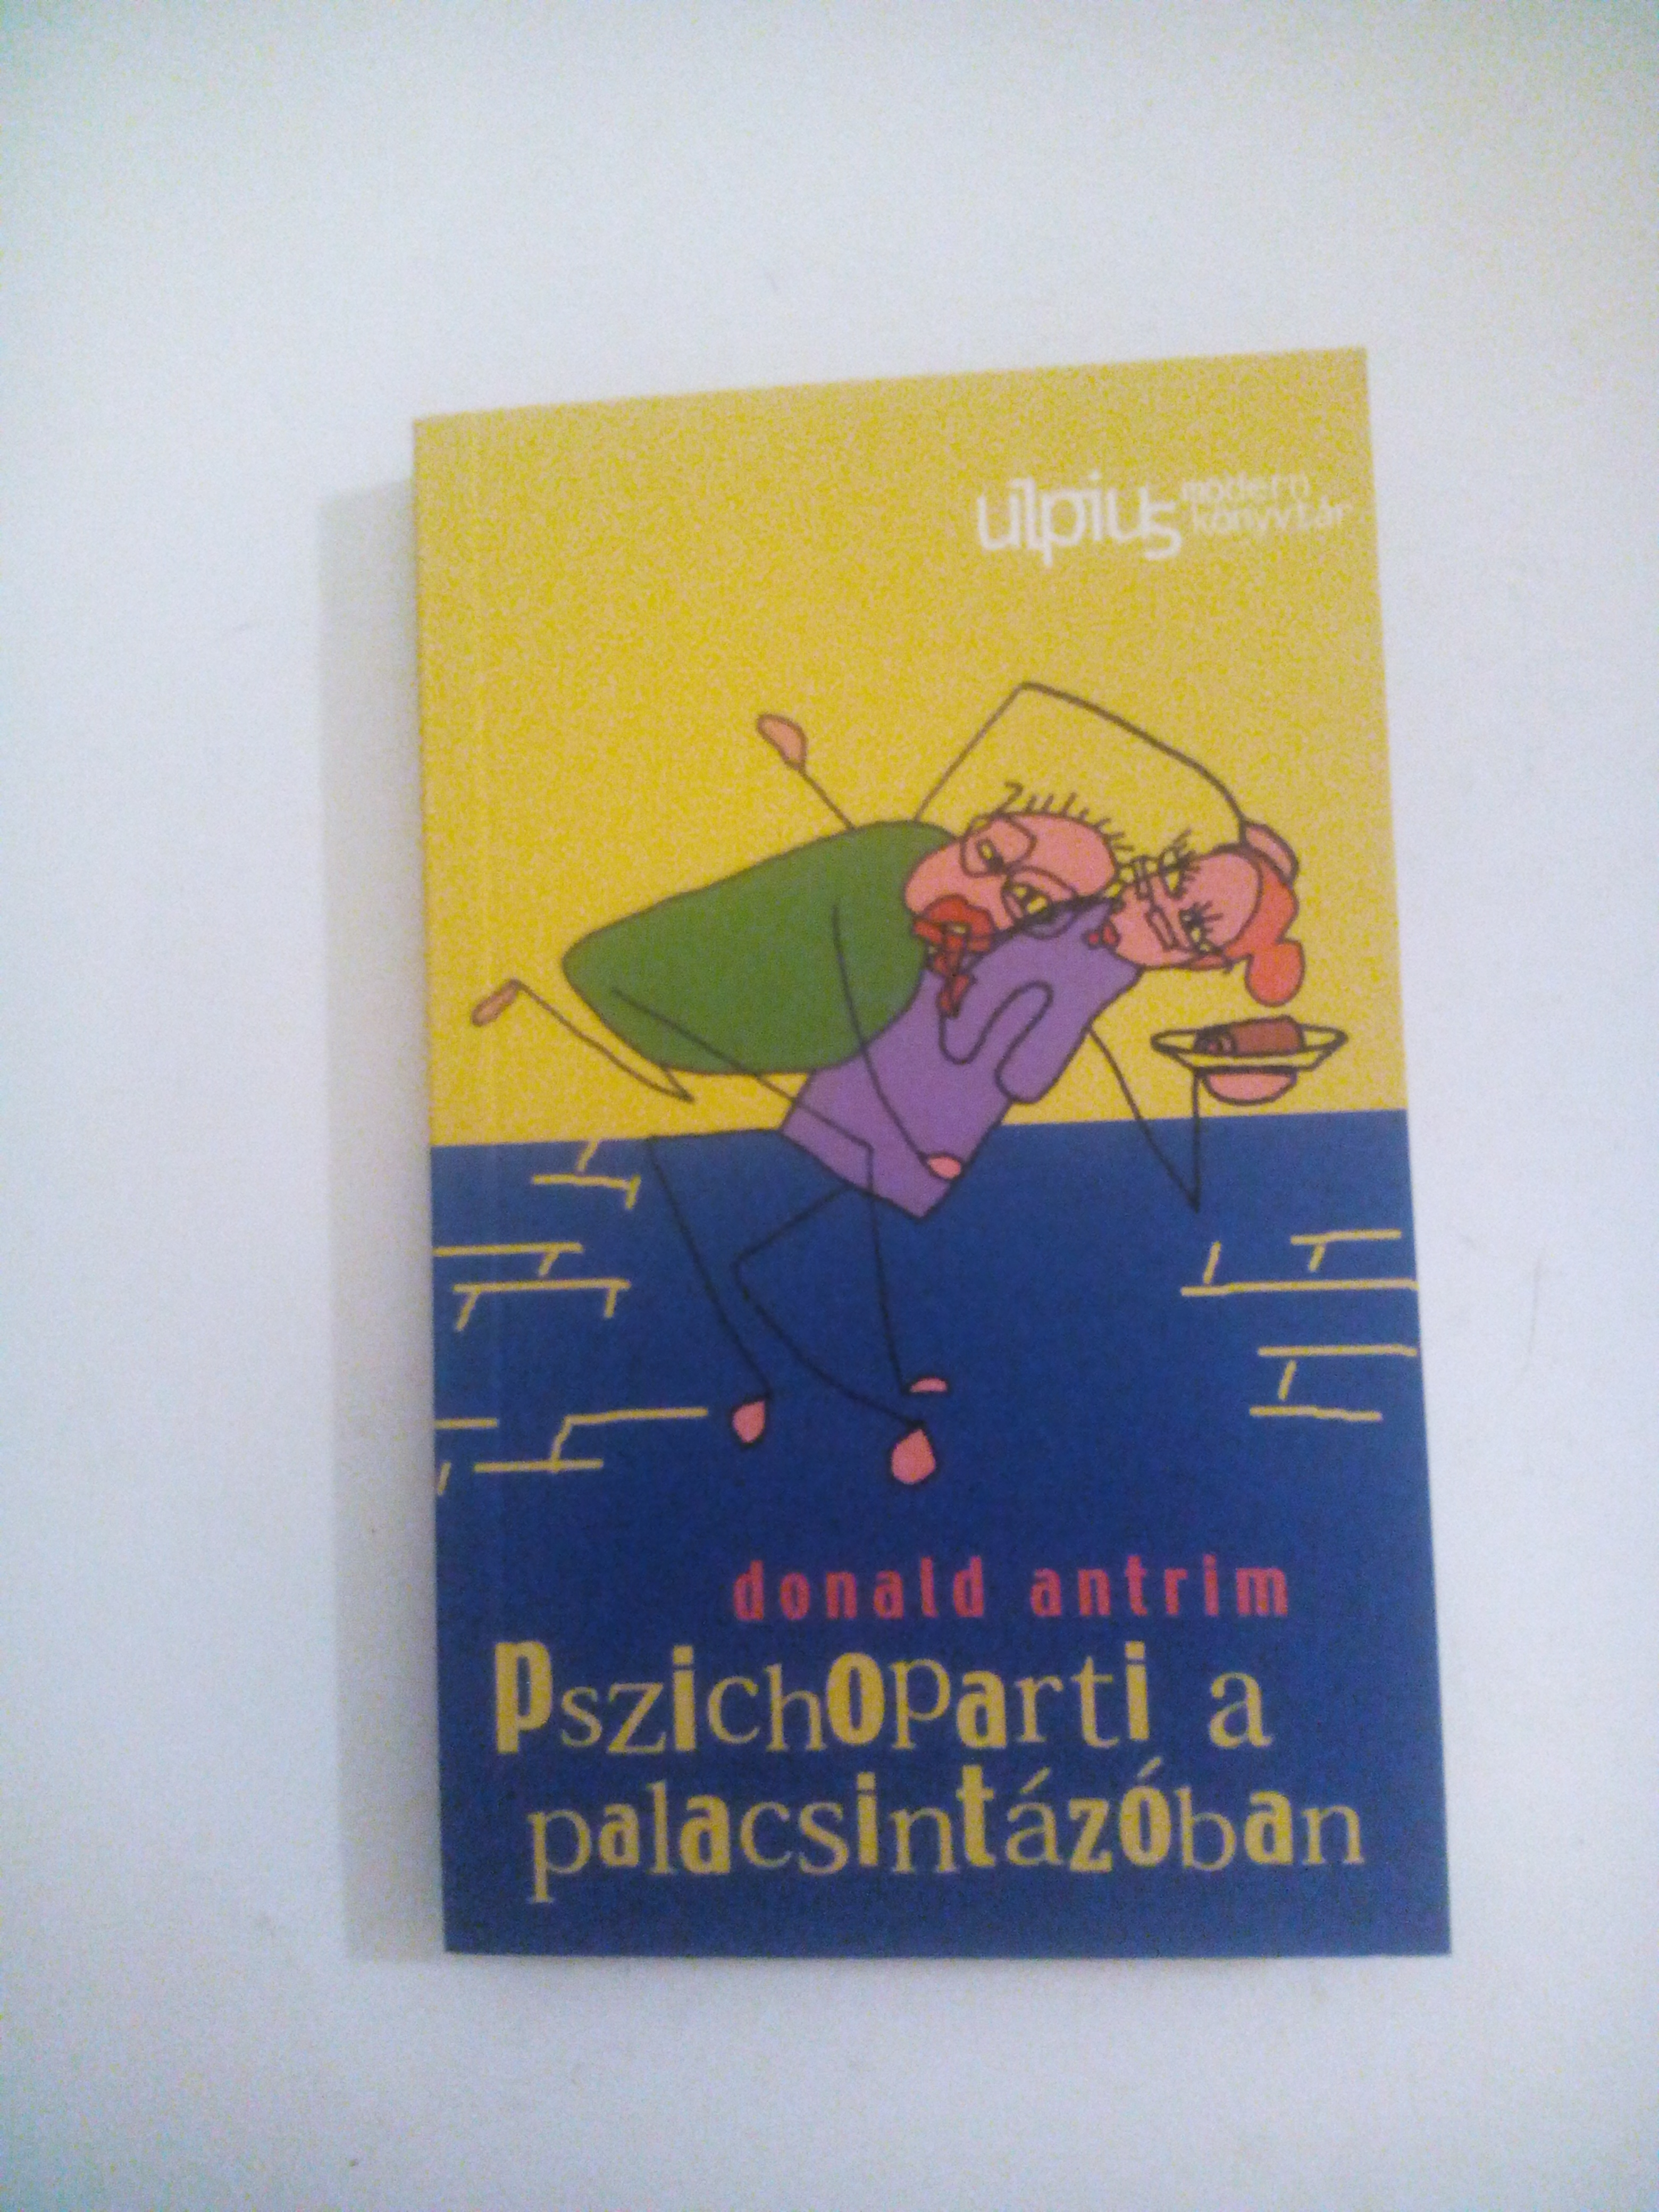 ulpius modern
könyvtár
donald antrim
Pszichoparti a
palacsintázóban